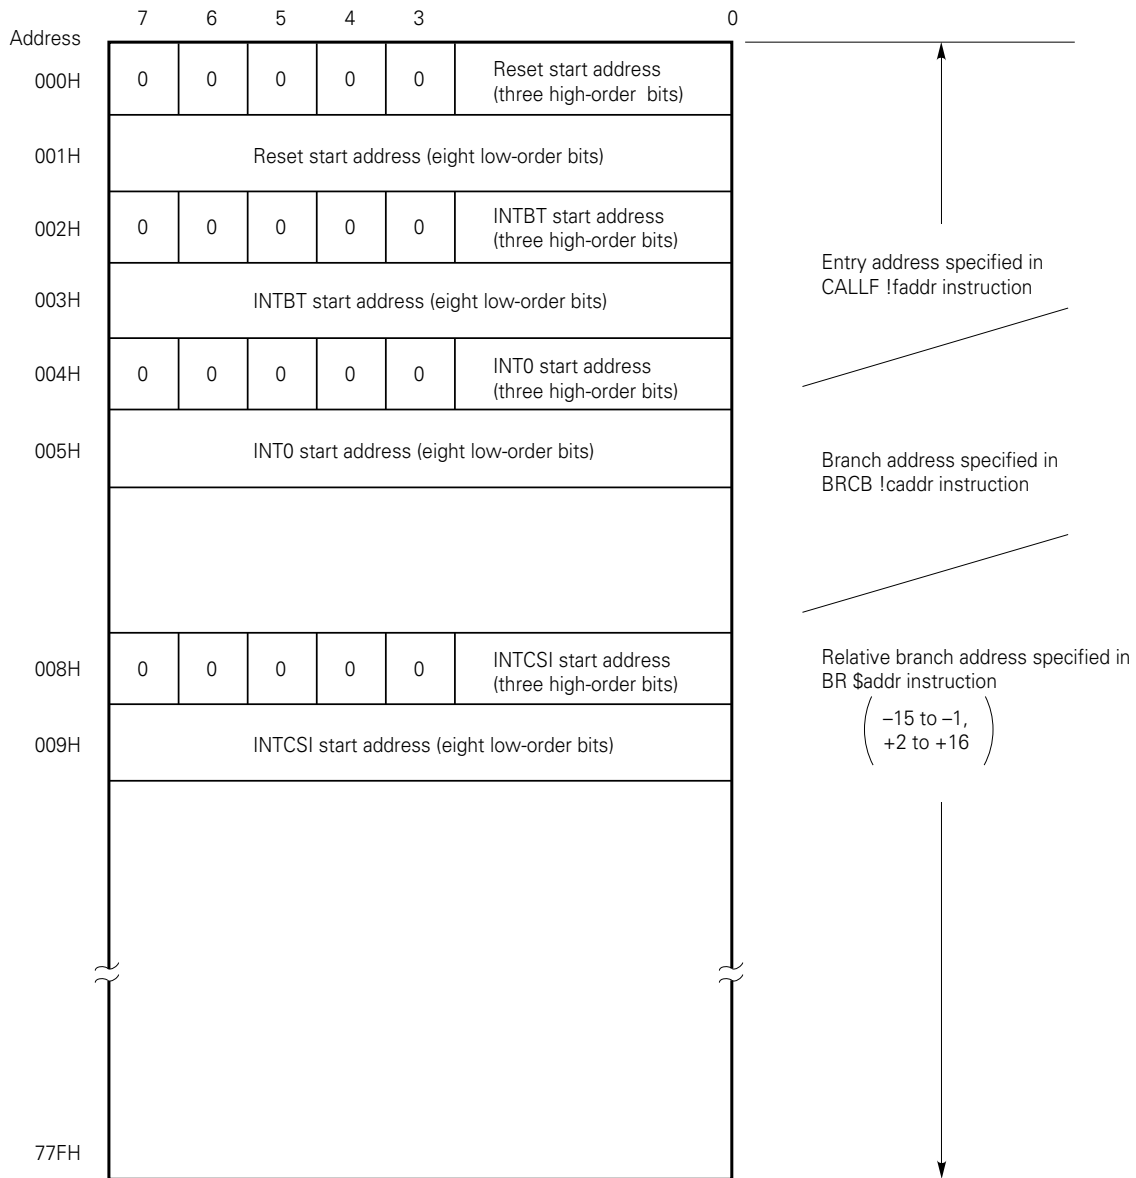 7 6 5 4 3 0
Address
000H 0 0 0 0 0 Reset start address
(three high-order bits)
001H Reset start address (eight low-order bits)
002H 0 0 0 0 0 INTBT start address
(three high-order bits)
003H INTBT start address (eight low-order bits)
Entry address specified in
CALLF !faddr instruction
004H 0 0 0 0 0 INT0 start address
(three high-order bits)
005H INT0 start address (eight low-order bits)
Branch address specified in
BRCB !caddr instruction
008H 0 0 0 0 0 INTCSI start address
(three high-order bits)
Relative branch address specified in
BR $addr instruction
–15 to –1,
+2 to +16
009H INTCSI start address (eight low-order bits)
77FH